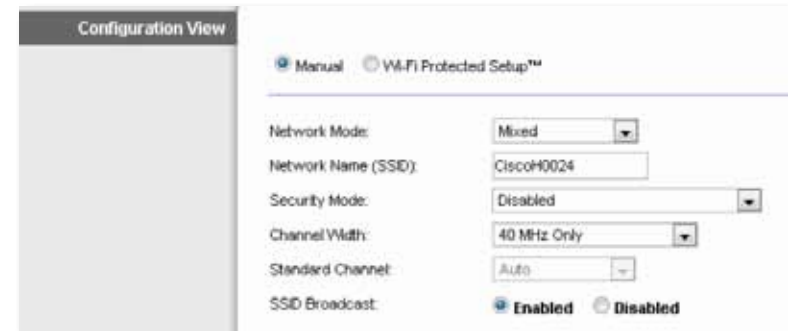 Configuration View
Manual Wi-Fi Protected Setup™
Network Mode: Mixed
Network Name (SSID): CiscoH0024
Security Mode: Disabled
Channel Width: 40 MHz Only
Standard Channel: Auto
SSID Broadcast: Enabled Disabled